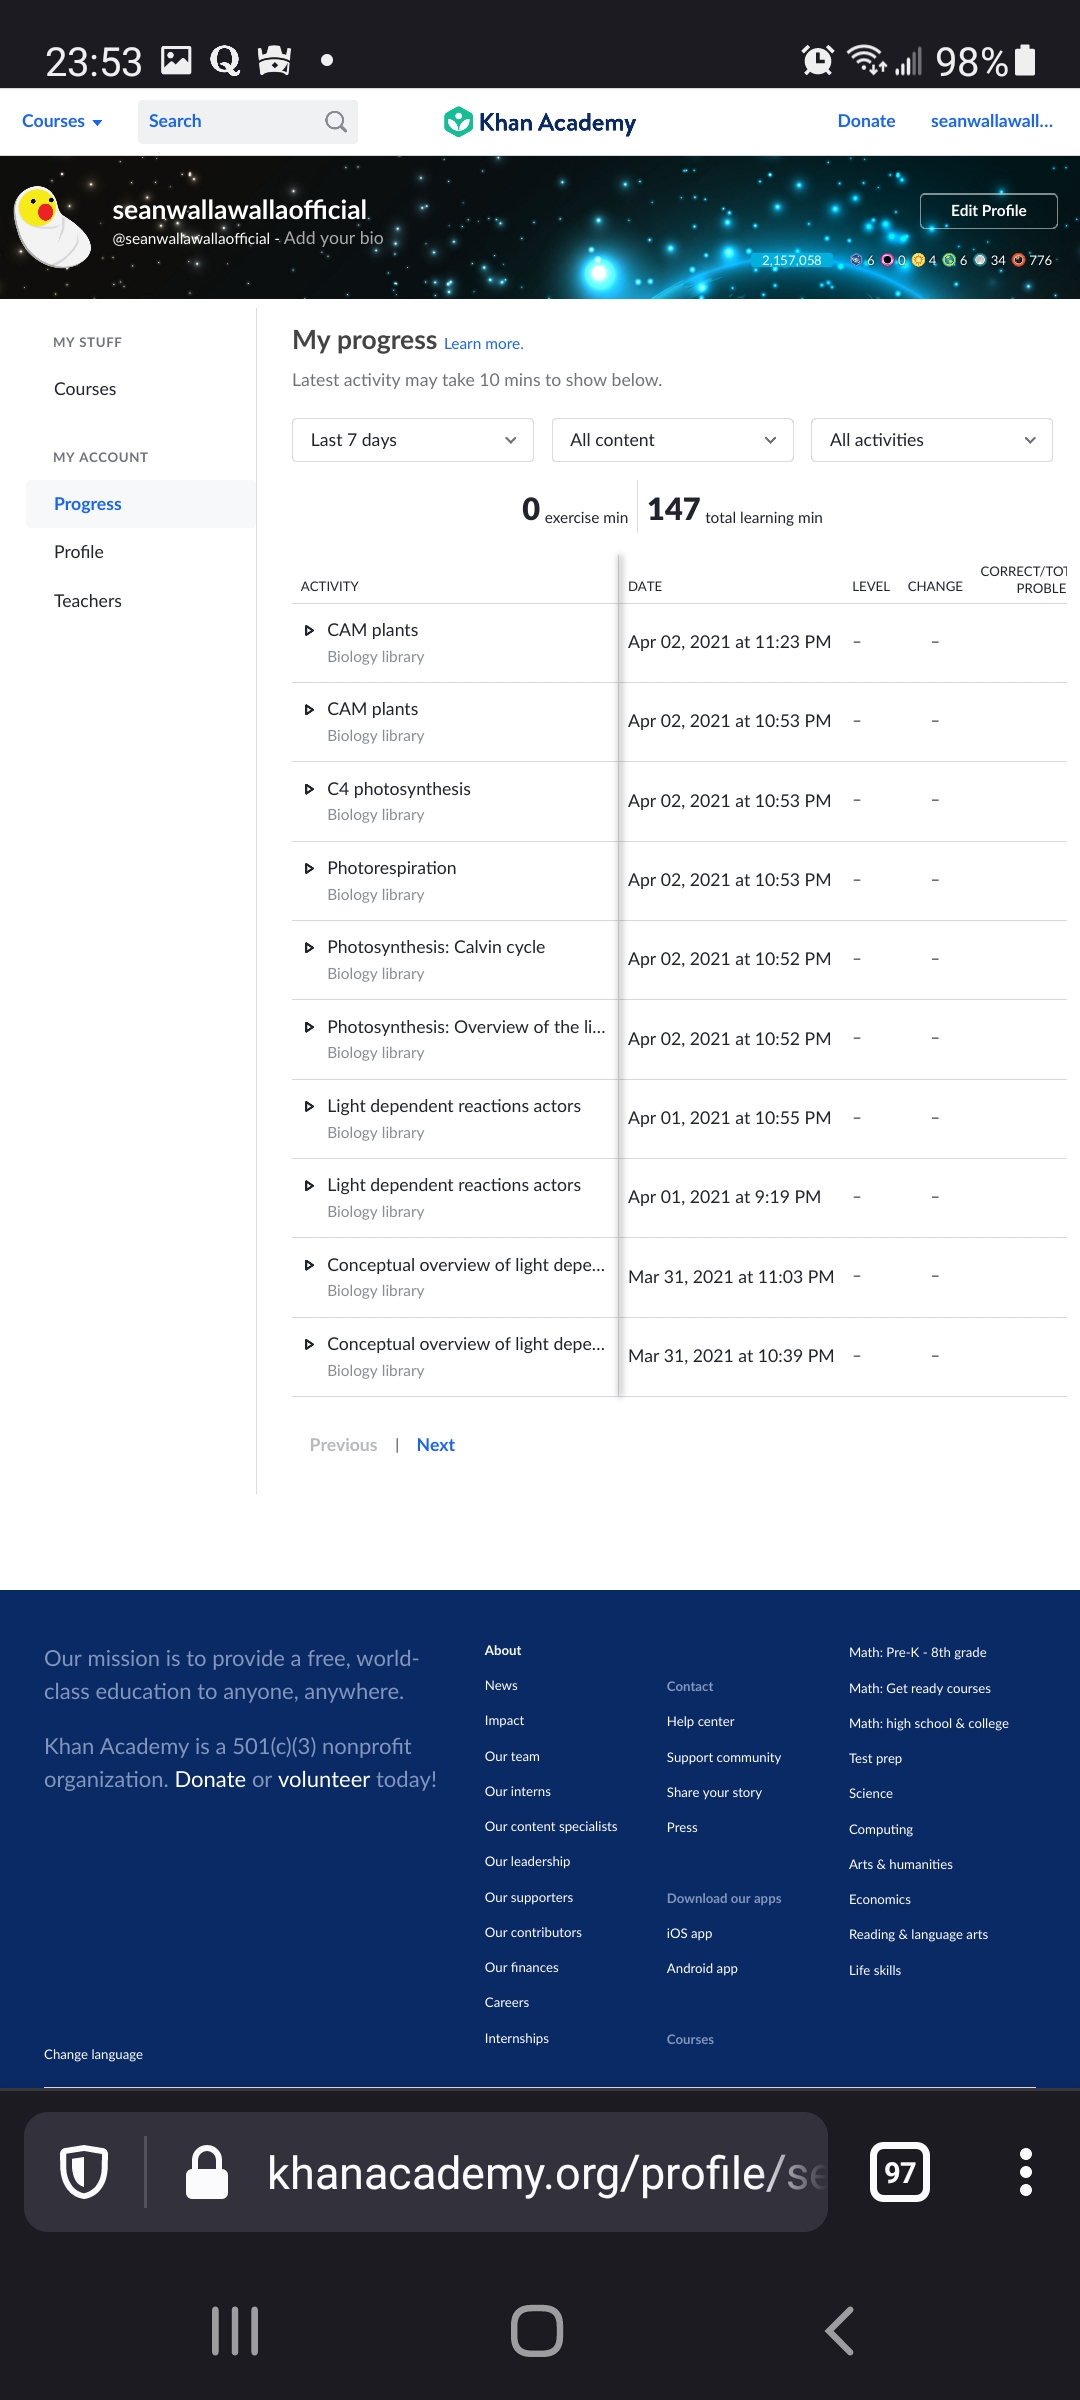 23:53
98%
Courses
Search
Khan Academy
Donate
seanwallawall...
seanwallawallaofficial
@seanwallawallaofficial - Add your bio
Edit Profile
2,157,058 6 0 4 6 34 776
MY STUFF
Courses
MY ACCOUNT
Progress
Profile
Teachers
My progress Learn more.
Latest activity may take 10 mins to show below.
Last 7 days
All content
All activities
0 exercise min
147 total learning min
ACTIVITY DATE LEVEL CHANGE CORRECT/TOT
PROBLE
CAM plants
Biology library
Apr 02, 2021 at 11:23 PM – –
CAM plants
Biology library
Apr 02, 2021 at 10:53 PM – –
C4 photosynthesis
Biology library
Apr 02, 2021 at 10:53 PM – –
Photorespiration
Biology library
Apr 02, 2021 at 10:53 PM – –
Photosynthesis: Calvin cycle
Biology library
Apr 02, 2021 at 10:52 PM – –
Photosynthesis: Overview of the li...
Biology library
Apr 02, 2021 at 10:52 PM – –
Light dependent reactions actors
Biology library
Apr 01, 2021 at 10:55 PM – –
Light dependent reactions actors
Biology library
Apr 01, 2021 at 9:19 PM – –
Conceptual overview of light depe...
Biology library
Mar 31, 2021 at 11:03 PM – –
Conceptual overview of light depe...
Biology library
Mar 31, 2021 at 10:39 PM – –
Previous | Next
Our mission is to provide a free, world-
class education to anyone, anywhere.
Khan Academy is a 501(c)(3) nonprofit
organization. Donate or volunteer today!
Change language
About
News
Impact
Our team
Our interns
Our content specialists
Our leadership
Our supporters
Our contributors
Our finances
Careers
Internships
Contact
Help center
Support community
Share your story
Press
Download our apps
iOS app
Android app
Courses
Math: Pre-K - 8th grade
Math: Get ready courses
Math: high school & college
Test prep
Science
Computing
Arts & humanities
Economics
Reading & language arts
Life skills
khanacademy.org/profile/se
97